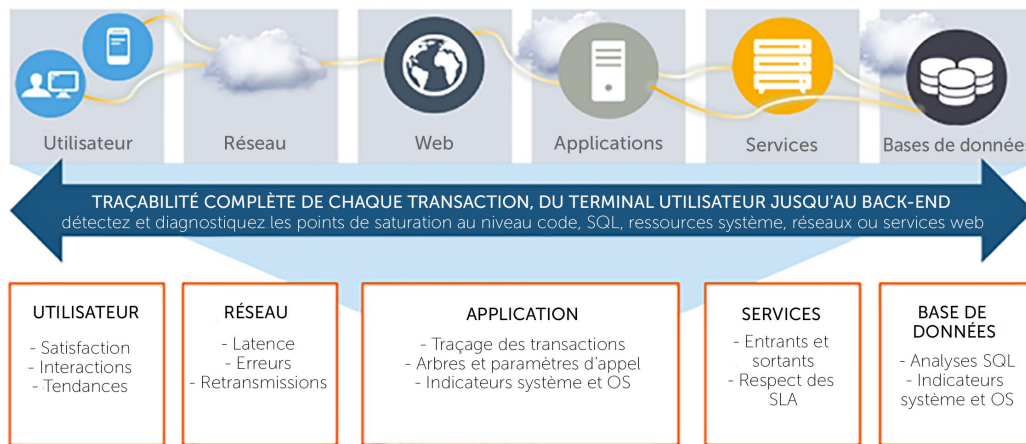 Utilisateur
Réseau
Web
Applications
Services
Bases de données
TRAÇABILITÉ COMPLÈTE DE CHAQUE TRANSACTION, DU TERMINAL UTILISATEUR JUSQU'AU BACK-END
détectez et diagnostiquez les points de saturation au niveau code, SQL, ressources système, réseaux ou services web
UTILISATEUR
- Satisfaction
- Interactions
- Tendances
RÉSEAU
- Latence
- Erreurs
- Retransmissions
APPLICATION
- Traçage des transactions
- Arbres et paramètres d'appel
- Indicateurs système et OS
SERVICES
- Entrants et
sortants
- Respect des
SLA
BASE DE
DONNÉES
- Analyses SQL
- Indicateurs
système et OS